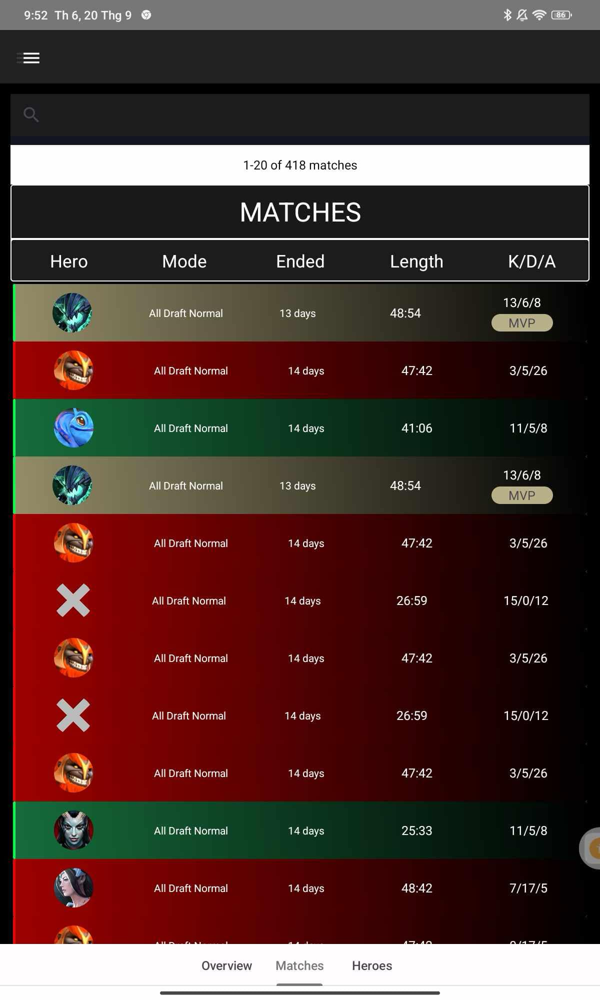 9:52 Th 6, 20 Thg 9 86
1-20 of 418 matches
MATCHES
Hero Mode Ended Length K/D/A
All Draft Normal 13 days 48:54 13/6/8
MVP
All Draft Normal 14 days 47:42 3/5/26
All Draft Normal 14 days 41:06 11/5/8
All Draft Normal 13 days 48:54 13/6/8
MVP
All Draft Normal 14 days 47:42 3/5/26
All Draft Normal 14 days 26:59 15/0/12
All Draft Normal 14 days 47:42 3/5/26
All Draft Normal 14 days 26:59 15/0/12
All Draft Normal 14 days 47:42 3/5/26
All Draft Normal 14 days 25:33 11/5/8
All Draft Normal 14 days 48:42 7/17/5
All Draft Normal 14 days
Overview Matches Heroes